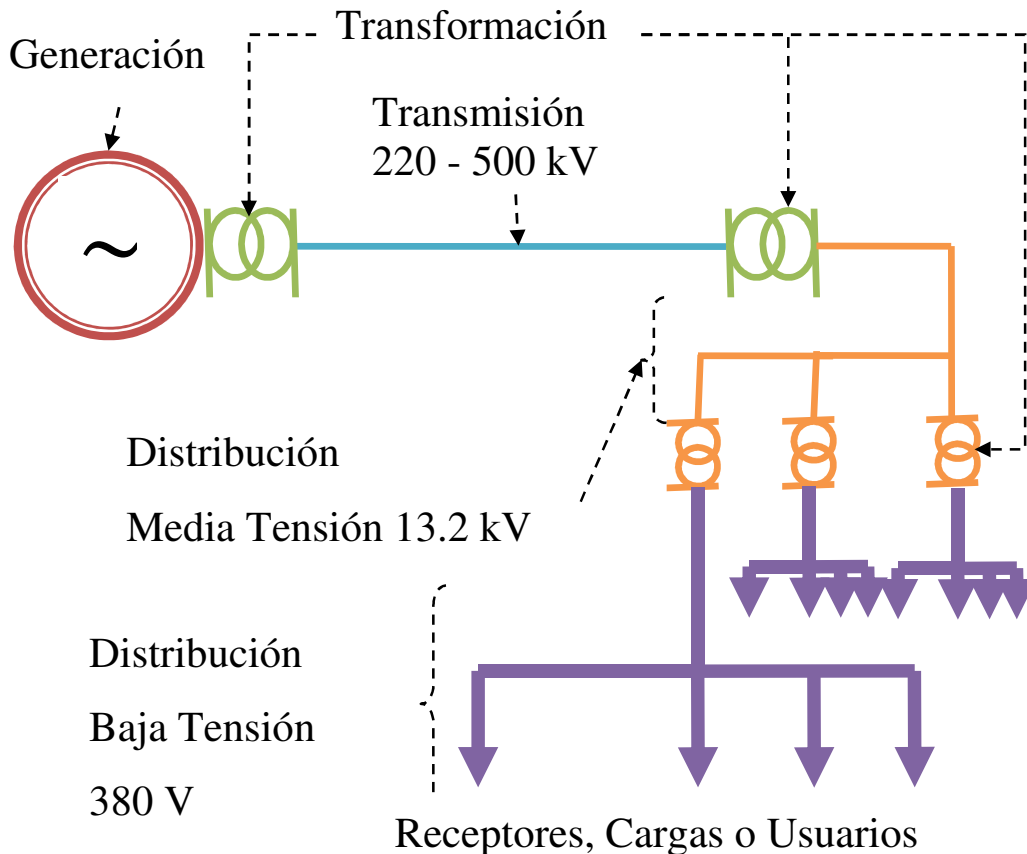 Transformación
Generación
Transmisión
220 - 500 kV
~
Distribución
Media Tensión 13.2 kV
Distribución
Baja Tensión
380 V
Receptores, Cargas o Usuarios